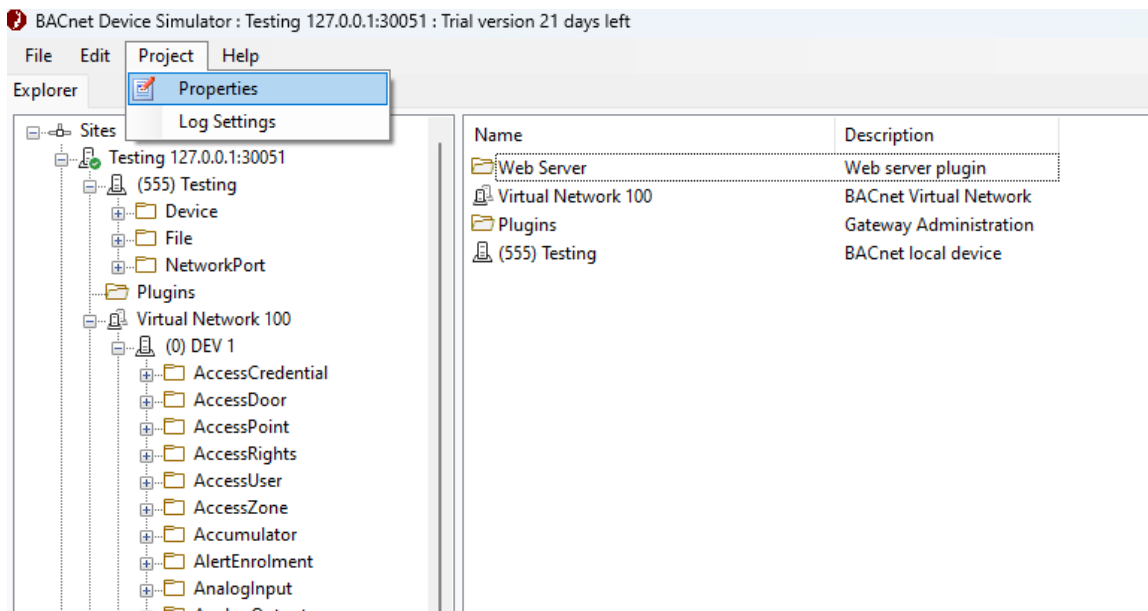 BACnet Device Simulator : Testing 127.0.0.1:30051 : Trial version 21 days left
File Edit Project Help
Properties
Log Settings
Explorer
Sites
Testing 127.0.0.1:30051
(555) Testing
Device
File
NetworkPort
Plugins
Virtual Network 100
(0) DEV 1
AccessCredential
AccessDoor
AccessPoint
AccessRights
AccessUser
AccessZone
Accumulator
AlertEnrolment
AnalogInput
Name Description
Web Server Web server plugin
Virtual Network 100 BACnet Virtual Network
Plugins Gateway Administration
(555) Testing BACnet local device